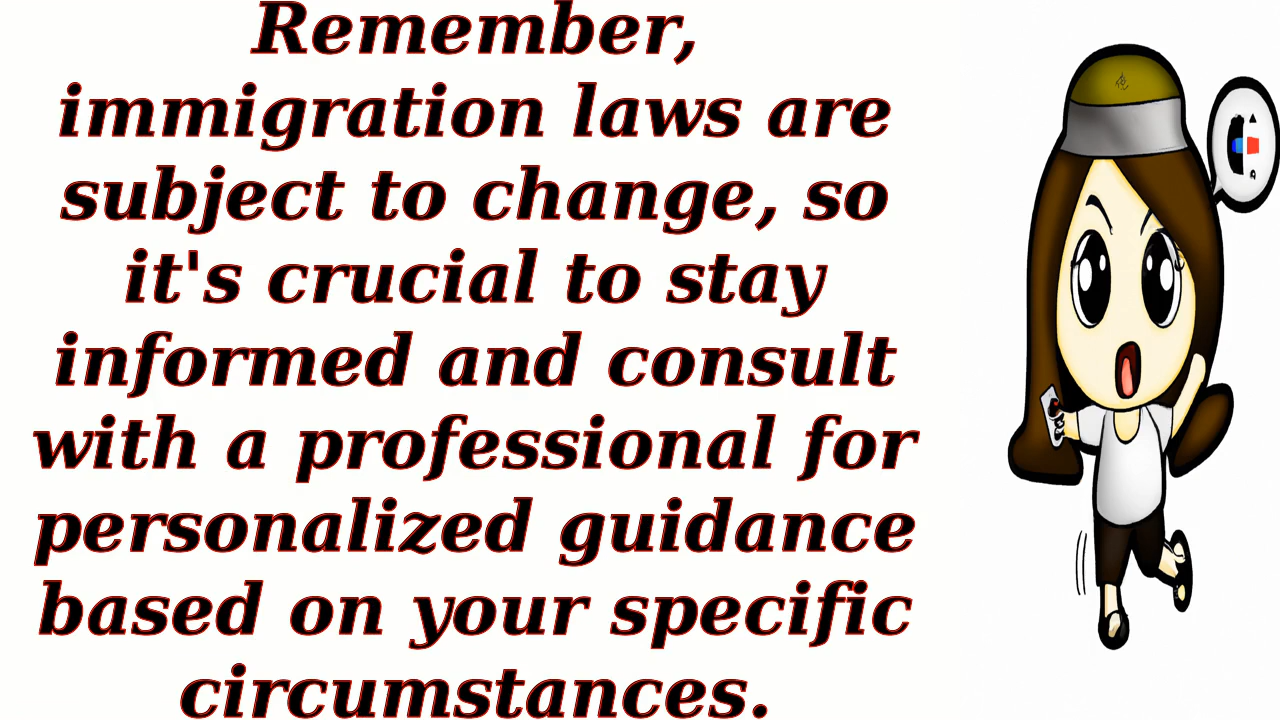 Remember,
immigration laws are
subject to change, so
it's crucial to stay
informed and consult
with a professional for
personalized guidance
based on your specific
circumstances.